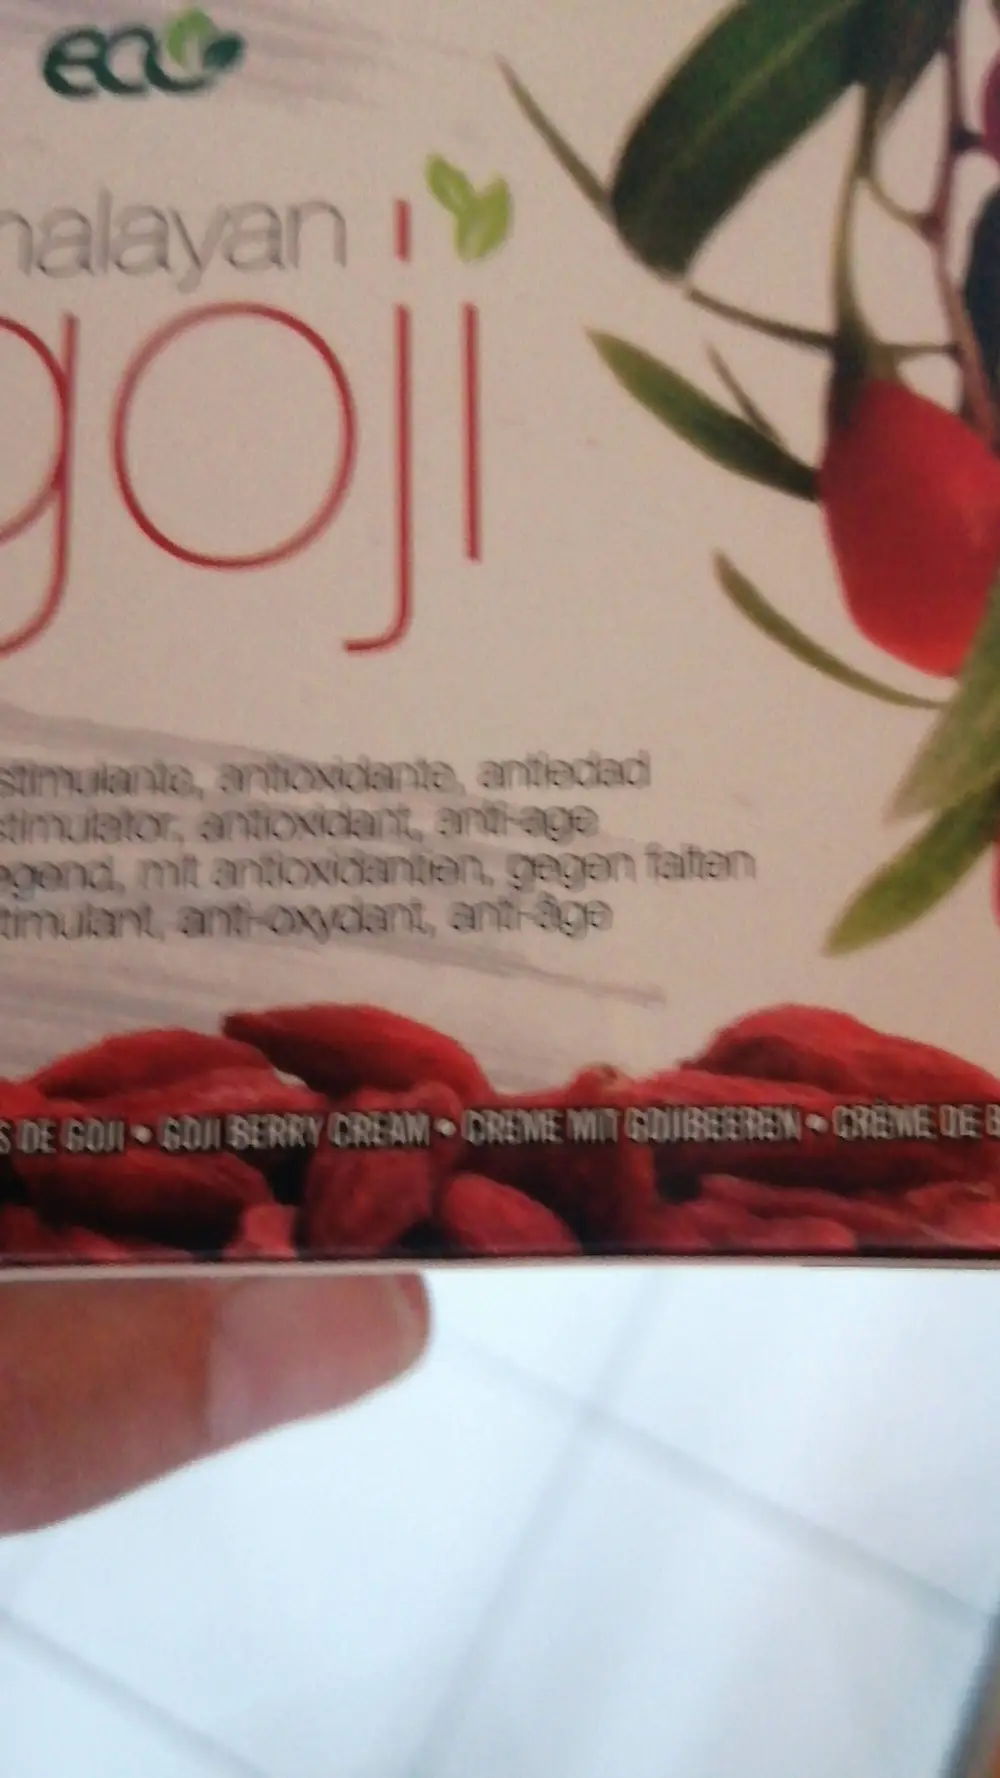 eco
malayan
goji
stimulante, antioxidante, antiedad
stimulator, antioxidant, anti-age
egend, mit antioxidantien, gegen falten
timulant, anti-oxydant, anti-âge
S DE GOJI • GOJI BERRY CREAM • CREME MIT GOJIBEEREN • CRÈME DE B